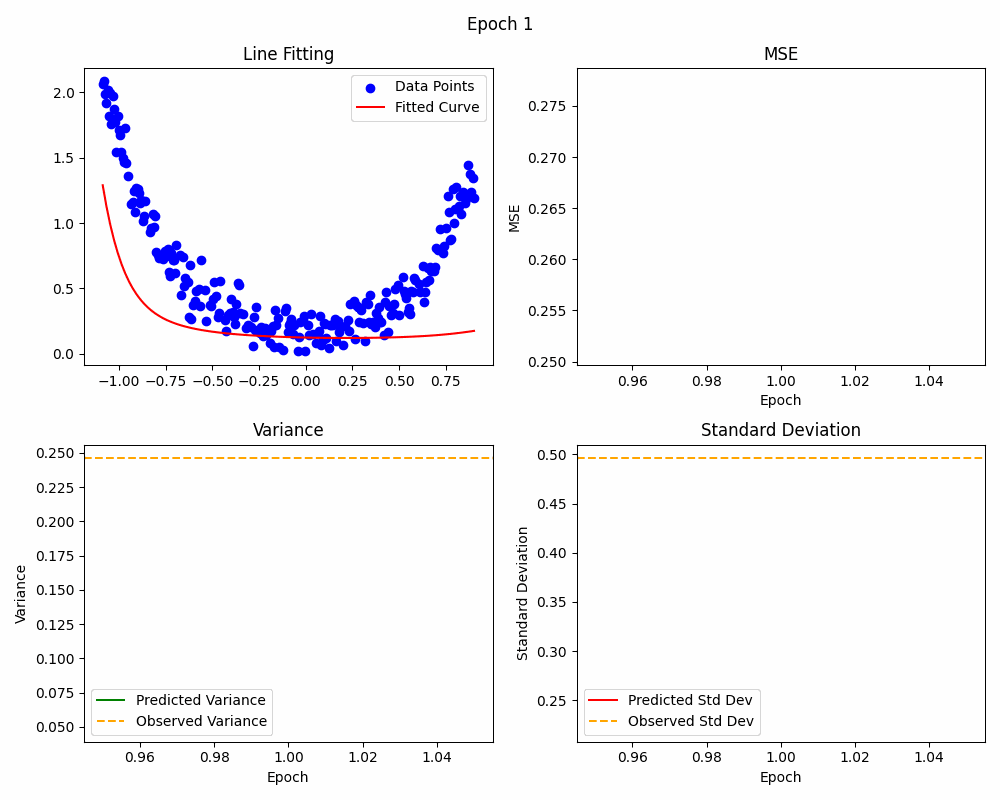 Epoch 1
Line Fitting
2.0
1.5
1.0
0.5
0.0
Data Points
Fitted Curve
−1.00 −0.75 −0.50 −0.25 0.00 0.25 0.50 0.75
MSE
MSE
0.275
0.270
0.265
0.260
0.255
0.250
0.96 0.98 1.00 1.02 1.04
Epoch
Variance
Variance
0.250
0.225
0.200
0.175
0.150
0.125
0.100
0.075
0.050
Predicted Variance
Observed Variance
0.96 0.98 1.00 1.02 1.04
Epoch
Standard Deviation
Standard Deviation
0.50
0.45
0.40
0.35
0.30
0.25
Predicted Std Dev
Observed Std Dev
0.96 0.98 1.00 1.02 1.04
Epoch